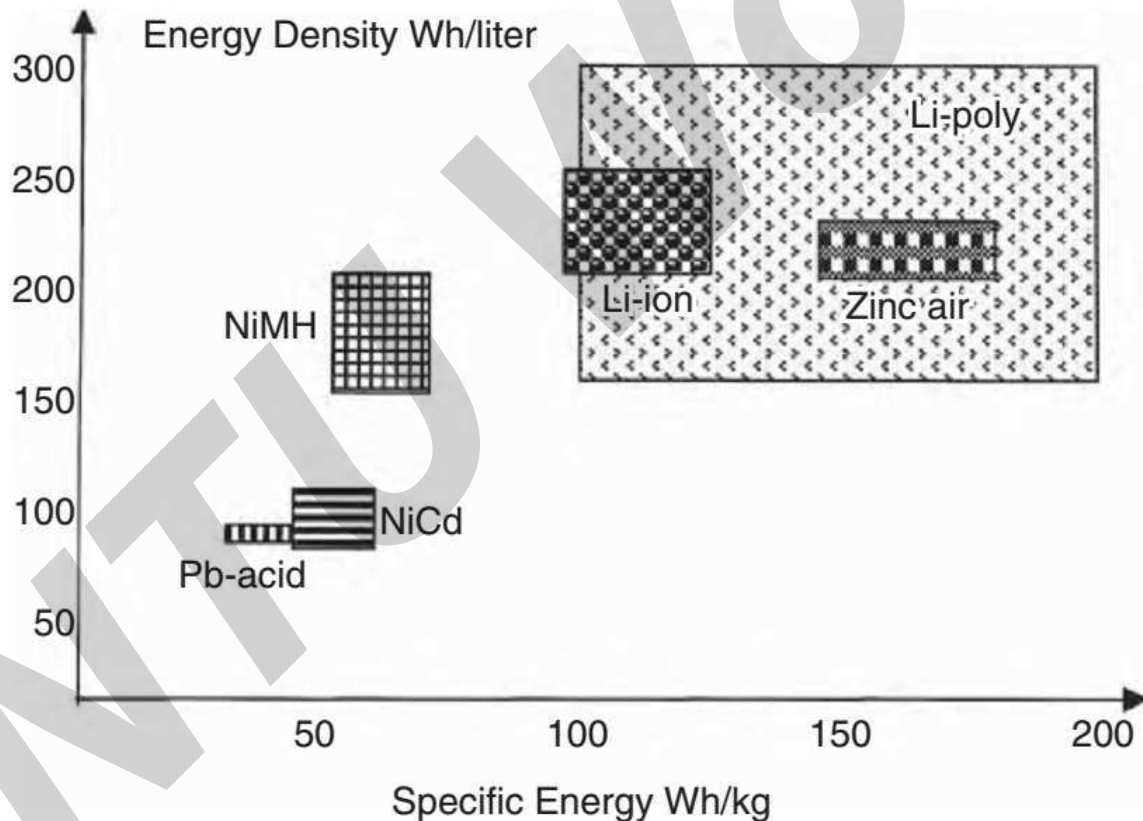 Energy Density Wh/liter
300
250
200
150
100
50
Li-poly
Li-ion
Zinc air
NiMH
NiCd
Pb-acid
50 100 150 200
Specific Energy Wh/kg
NTU W